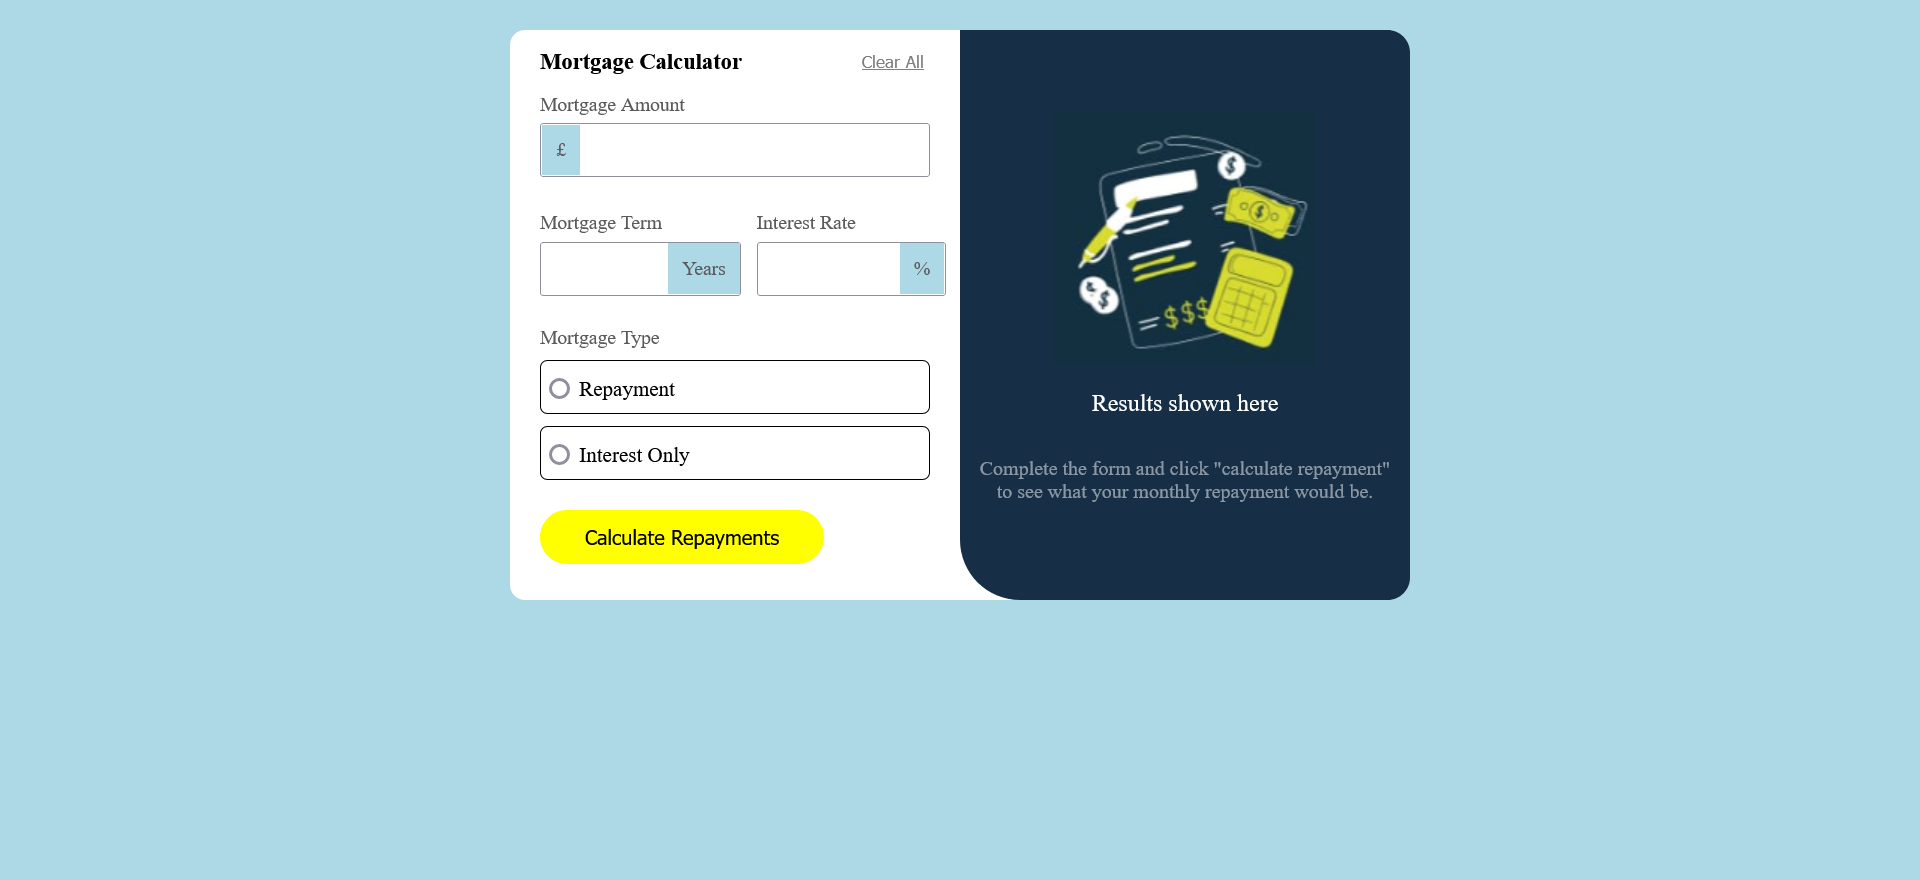 Mortgage Calculator
Clear All
Mortgage Amount
£
Mortgage Term
Interest Rate
Years
%
Mortgage Type
Repayment
Interest Only
Calculate Repayments
$
$
$
$
$$$
Results shown here
Complete the form and click "calculate repayment"
to see what your monthly repayment would be.